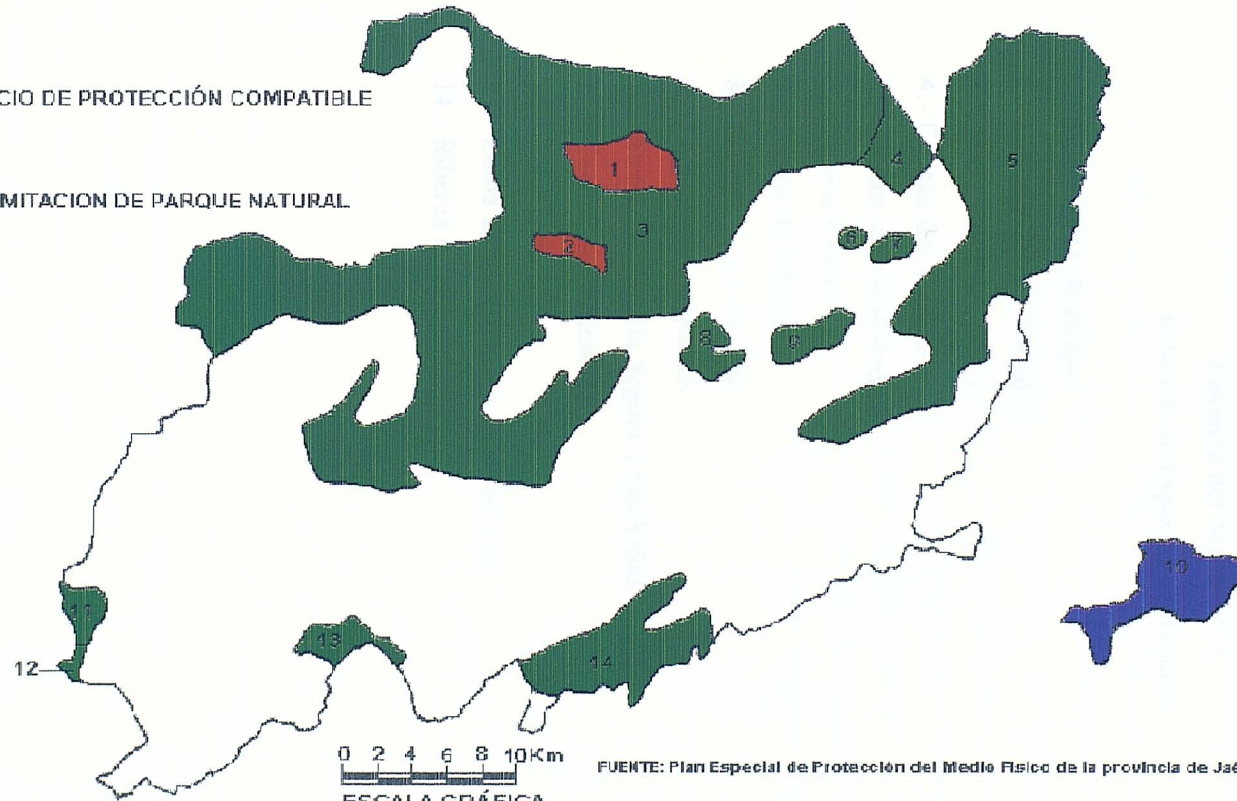 CIO DE PROTECCIÓN COMPATIBLE
MITACION DE PARQUE NATURAL
1
2
3
4
5
6
7
8
9
10
11
12
13
14
0 2 4 6 8 10Km
ESCALA GRÁFICA
FUENTE: Plan Especial de Protección del Medio Físico de la provincia de Jaé